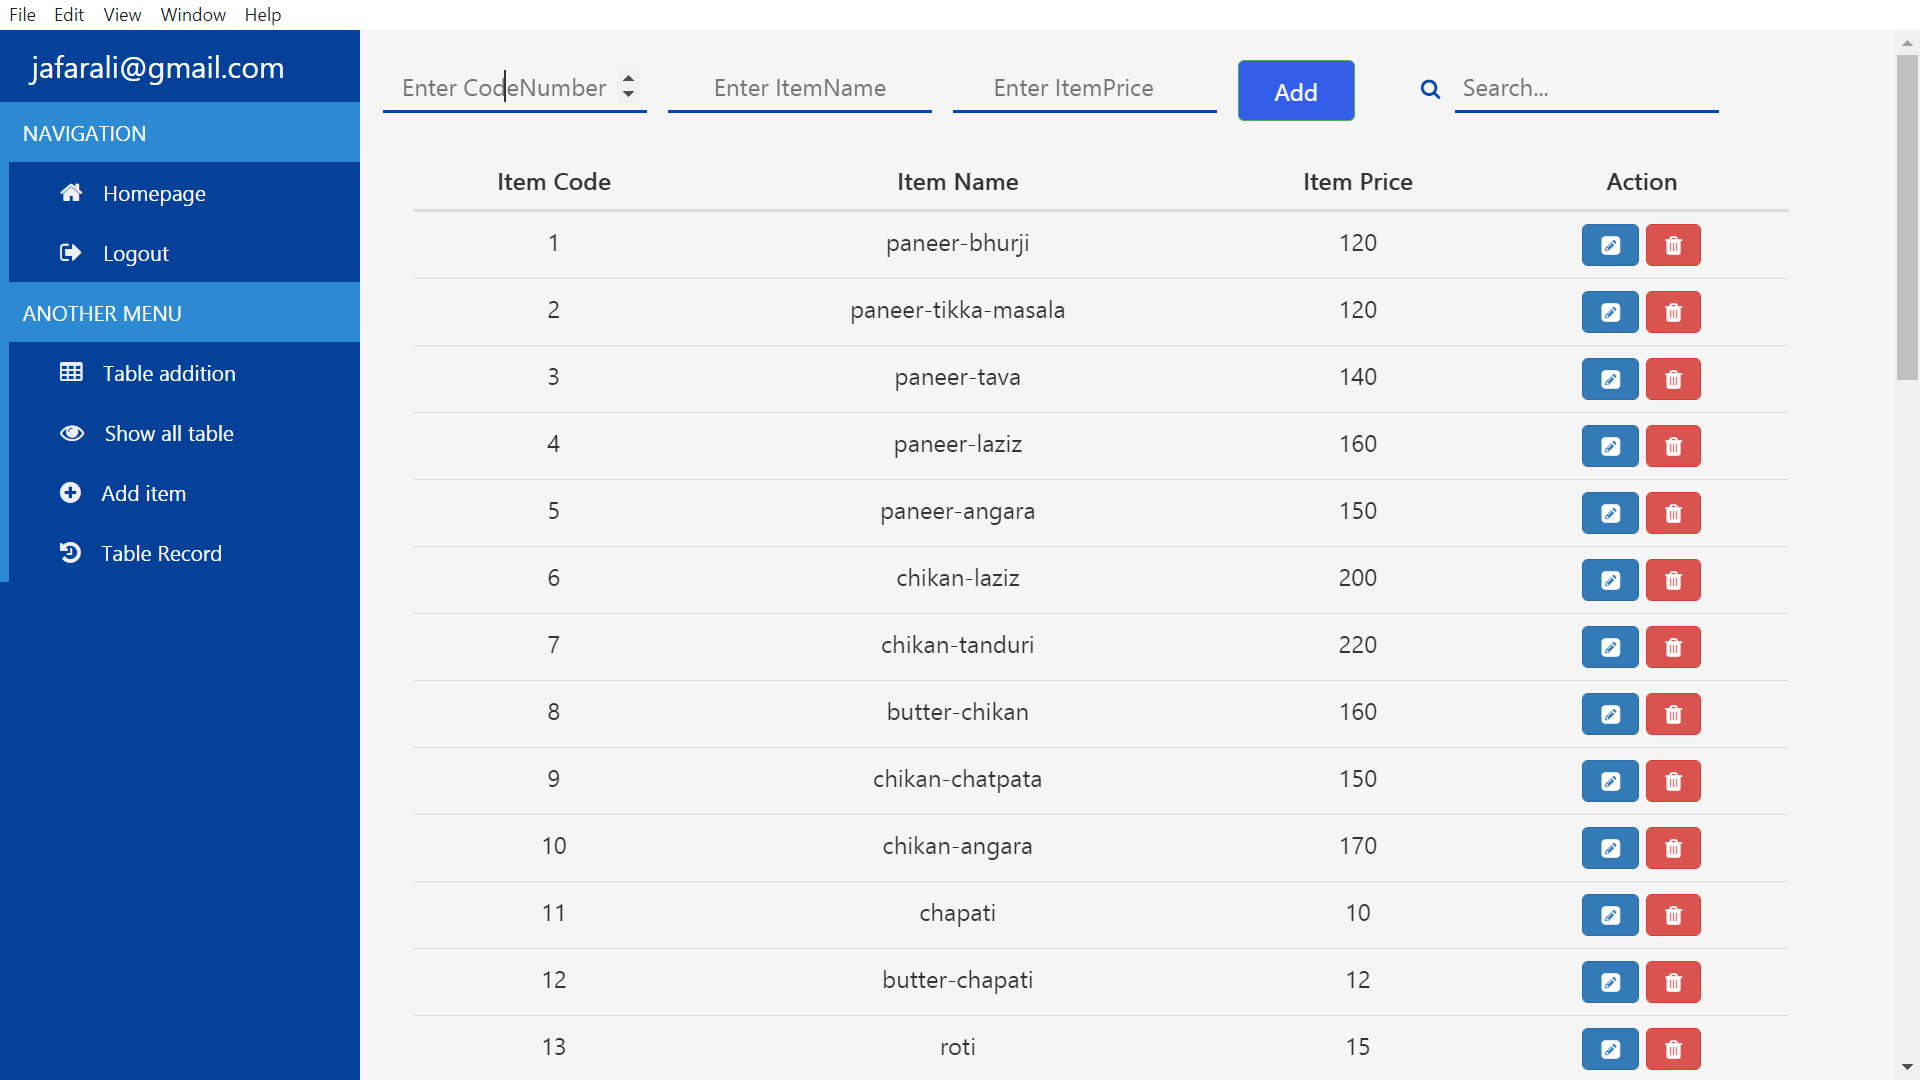 File Edit View Window Help
jafarali@gmail.com
NAVIGATION
Homepage
Logout
ANOTHER MENU
Table addition
Show all table
Add item
Table Record
Enter CodeNumber Enter ItemName Enter ItemPrice Add Search...
Item Code Item Name Item Price Action
1 paneer-bhurji 120
2 paneer-tikka-masala 120
3 paneer-tava 140
4 paneer-laziz 160
5 paneer-angara 150
6 chikan-laziz 200
7 chikan-tanduri 220
8 butter-chikan 160
9 chikan-chatpata 150
10 chikan-angara 170
11 chapati 10
12 butter-chapati 12
13 roti 15